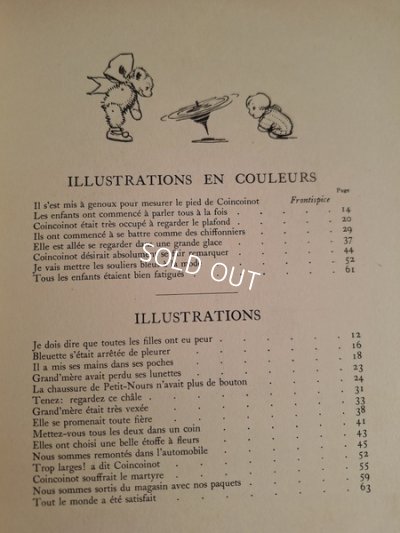 ILLUSTRATIONS EN COULEURS
Page
Il s'est mis à genoux pour mesurer le pied de Coincoinot Frontispice
Les enfants ont commencé à parler tous à la fois . . . . 14
Coincoinot était très occupé à regarder le plafond . . . . 20
Ils ont commencé à se battre comme des chiffonniers . . . . 29
Elle est allée se regarder dans une grande glace . . . . 37
Coincoinot désirait absolument se remarquer . . . . 44
Je vais mettre les souliers . . . . 52
Tous les enfants étaient bien fatigués . . . . 61
SOLD OUT
ILLUSTRATIONS
Je dois dire que toutes les filles ont eu peur . . . . 12
Bleuette s'était arrêtée de pleurer . . . . 16
Il a mis ses mains dans ses poches . . . . 18
Grand'mère avait perdu ses lunettes . . . . 23
La chaussure de Petit-Nours n'avait plus de bouton . . . . 24
Tenez: regardez ce châle . . . . 31
Grand'mère était très vexée . . . . 33
Elle se promenait toute fière . . . . 38
Mettez-vous tous les deux dans un coin . . . . 41
Elles ont choisi une belle étoffe à fleurs . . . . 43
Nous sommes remontés dans l'automobile . . . . 45
Trop larges! a dit Coincoinot . . . . 52
Coincoinot souffrait le martyre . . . . 55
Nous sommes sortis du magasin avec nos paquets . . . . 59
Tout le monde a été satisfait . . . . 63